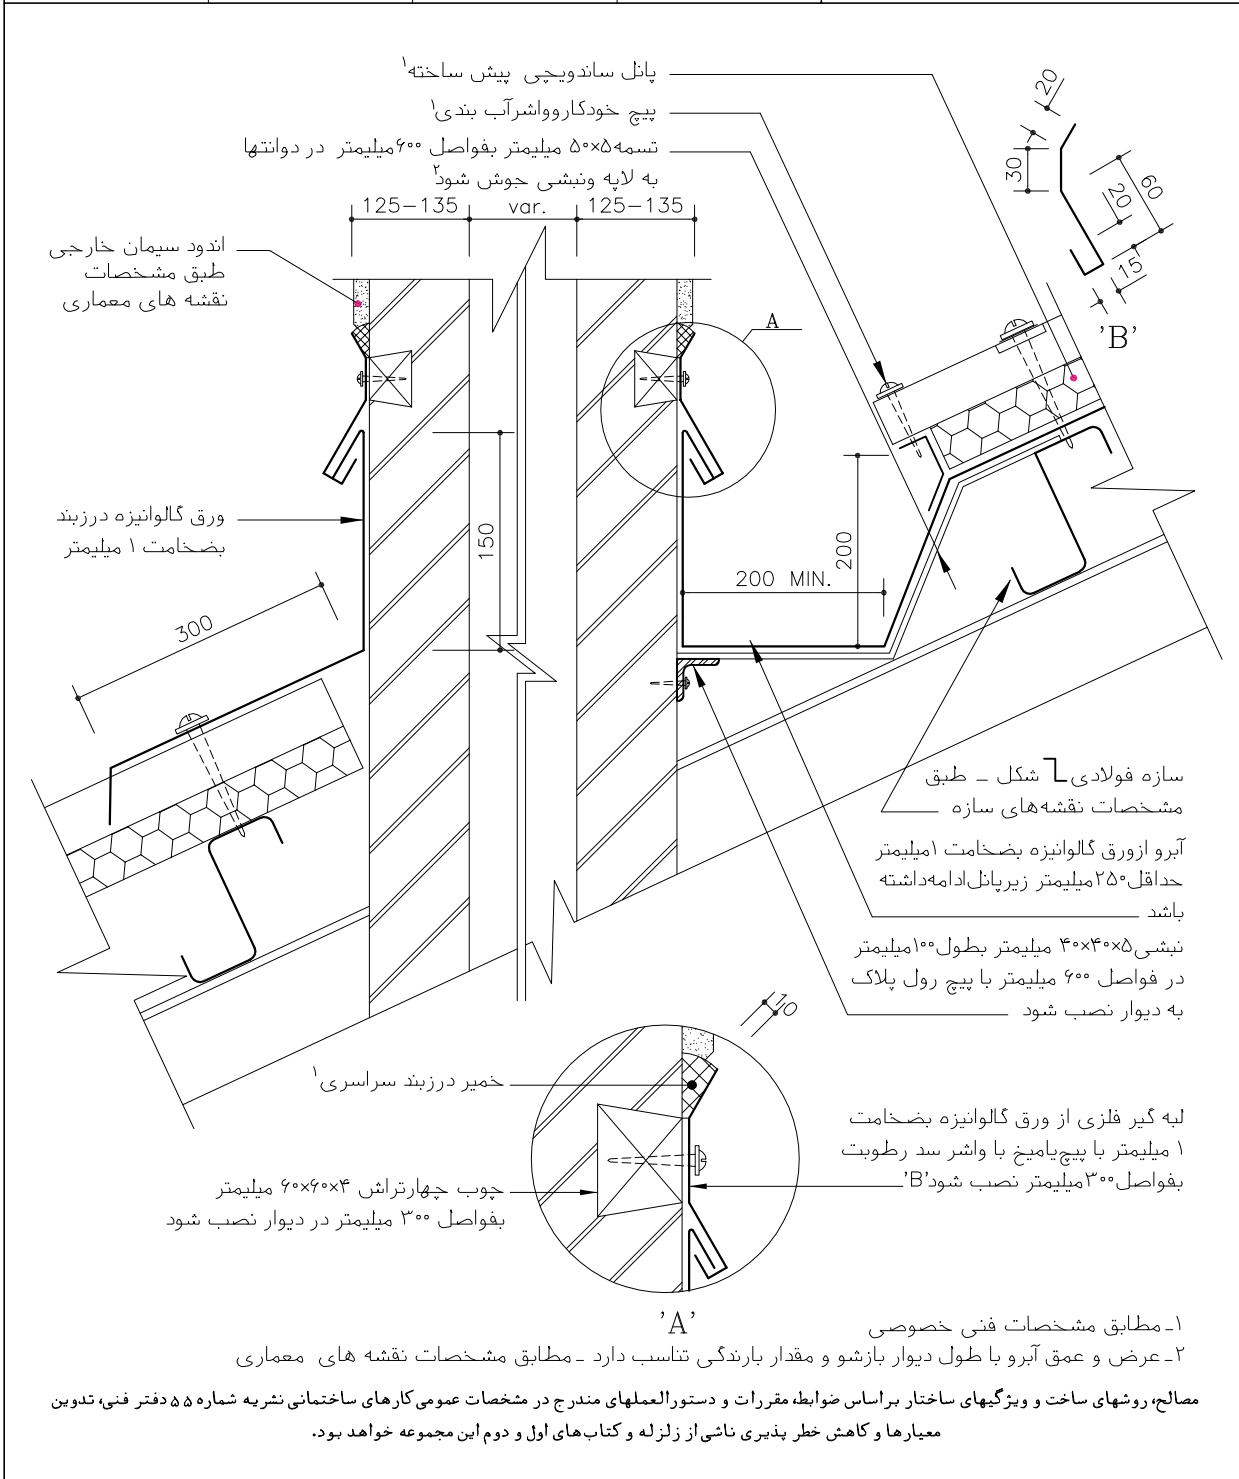 پانل ساندویچی پیش ساخته۱
پیچ خودکارو واشرآب بندی۱
تسمه۵×۵۰ میلیمتر بفواصل ۶۰۰میلیمتر در دوانتها
به لاپه ونبشی جوش شود۲
125-135
var.
125-135
20
30
60
20
15
'B'
اندود سیمان خارجی
طبق مشخصات
نقشه های معماری
A
ورق گالوانیزه درزبند
بضخامت ۱ میلیمتر
150
200
200 MIN.
300
سازه فولادی شکل - طبق
مشخصات نقشه‌های سازه
آبرو ازورق گالوانیزه بضخامت ۱میلیمتر
حداقل۲۵۰میلیمتر زیرپانل‌ادامه‌داشته
باشد
نبشی۵×۴۰×۴۰ میلیمتر بطول۱۰۰میلیمتر
در فواصل ۶۰۰ میلیمتر با پیچ رول پلاک
به دیوار نصب شود
10
خمیر درزبند سراسری۱
لبه گیر فلزی از ورق گالوانیزه بضخامت
۱ میلیمتر با پیچ‌یامیخ با واشر سد رطوبت
بفواصل۳۰۰میلیمتر نصب شود'B'
چوب چهارتراش ۴×۶۰×۶۰ میلیمتر
بفواصل ۳۰۰ میلیمتر در دیوار نصب شود
'A'
۱ـ مطابق مشخصات فنی خصوصی
۲ـ عرض و عمق آبرو با طول دیوار بازشو و مقدار بارندگی تناسب دارد ـ مطابق مشخصات نقشه های معماری
مصالح، روشهای ساخت و ویژگیهای ساختار براساس ضوابط، مقررات و دستورالعملهای مندرج در مشخصات عمومی کارهای ساختمانی نشریه شماره ۵۵ دفتر فنی، تدوین
معیارها و کاهش خطر پذیری ناشی از زلزله و کتاب‌های اول و دوم این مجموعه خواهد بود.